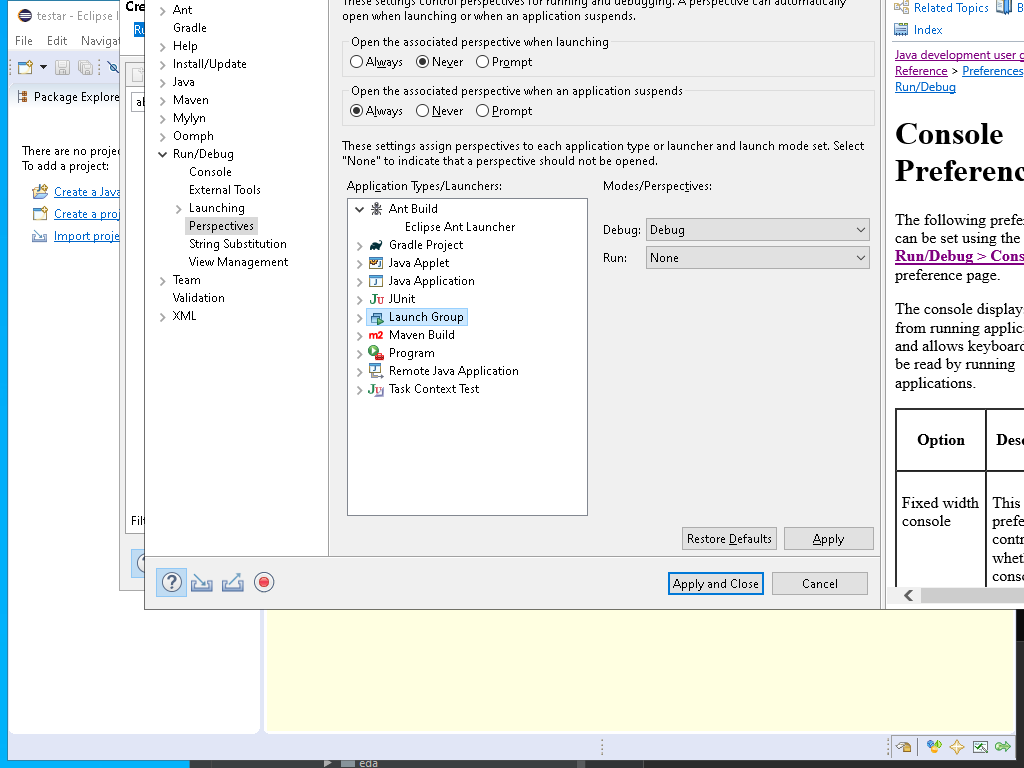 testar - Eclipse I
File Edit Naviga
Package Explore
There are no proje
To add a project:
Create a Java
Create a proj
Import proje
Cre
Ru
ab
Filt
Ant
Gradle
Help
Install/Update
Java
Maven
Mylyn
Oomph
Run/Debug
Console
External Tools
Launching
Perspectives
String Substitution
View Management
Team
Validation
XML
These settings control perspectives for running and debugging. A perspective can automatically
open when launching or when an application suspends.
Open the associated perspective when launching
Always Never Prompt
Open the associated perspective when an application suspends
Always Never Prompt
These settings assign perspectives to each application type or launcher and launch mode set. Select
"None" to indicate that a perspective should not be opened.
Application Types/Launchers:
Modes/Perspectives:
Ant Build
Eclipse Ant Launcher
Gradle Project
Java Applet
Java Application
JUnit
Launch Group
Maven Build
Program
Remote Java Application
Task Context Test
Debug: Debug
Run: None
Restore Defaults Apply
Apply and Close Cancel
Related Topics B
Index
Java development user g
Reference > Preferences
Run/Debug
Console
Preferenc
The following prefer
can be set using the
Run/Debug > Cons
preference page.
The console display
from running applica
and allows keyboard
be read by running
applications.
Option Desc
Fixed width
console
This
prefe
contr
whet
conso
eda